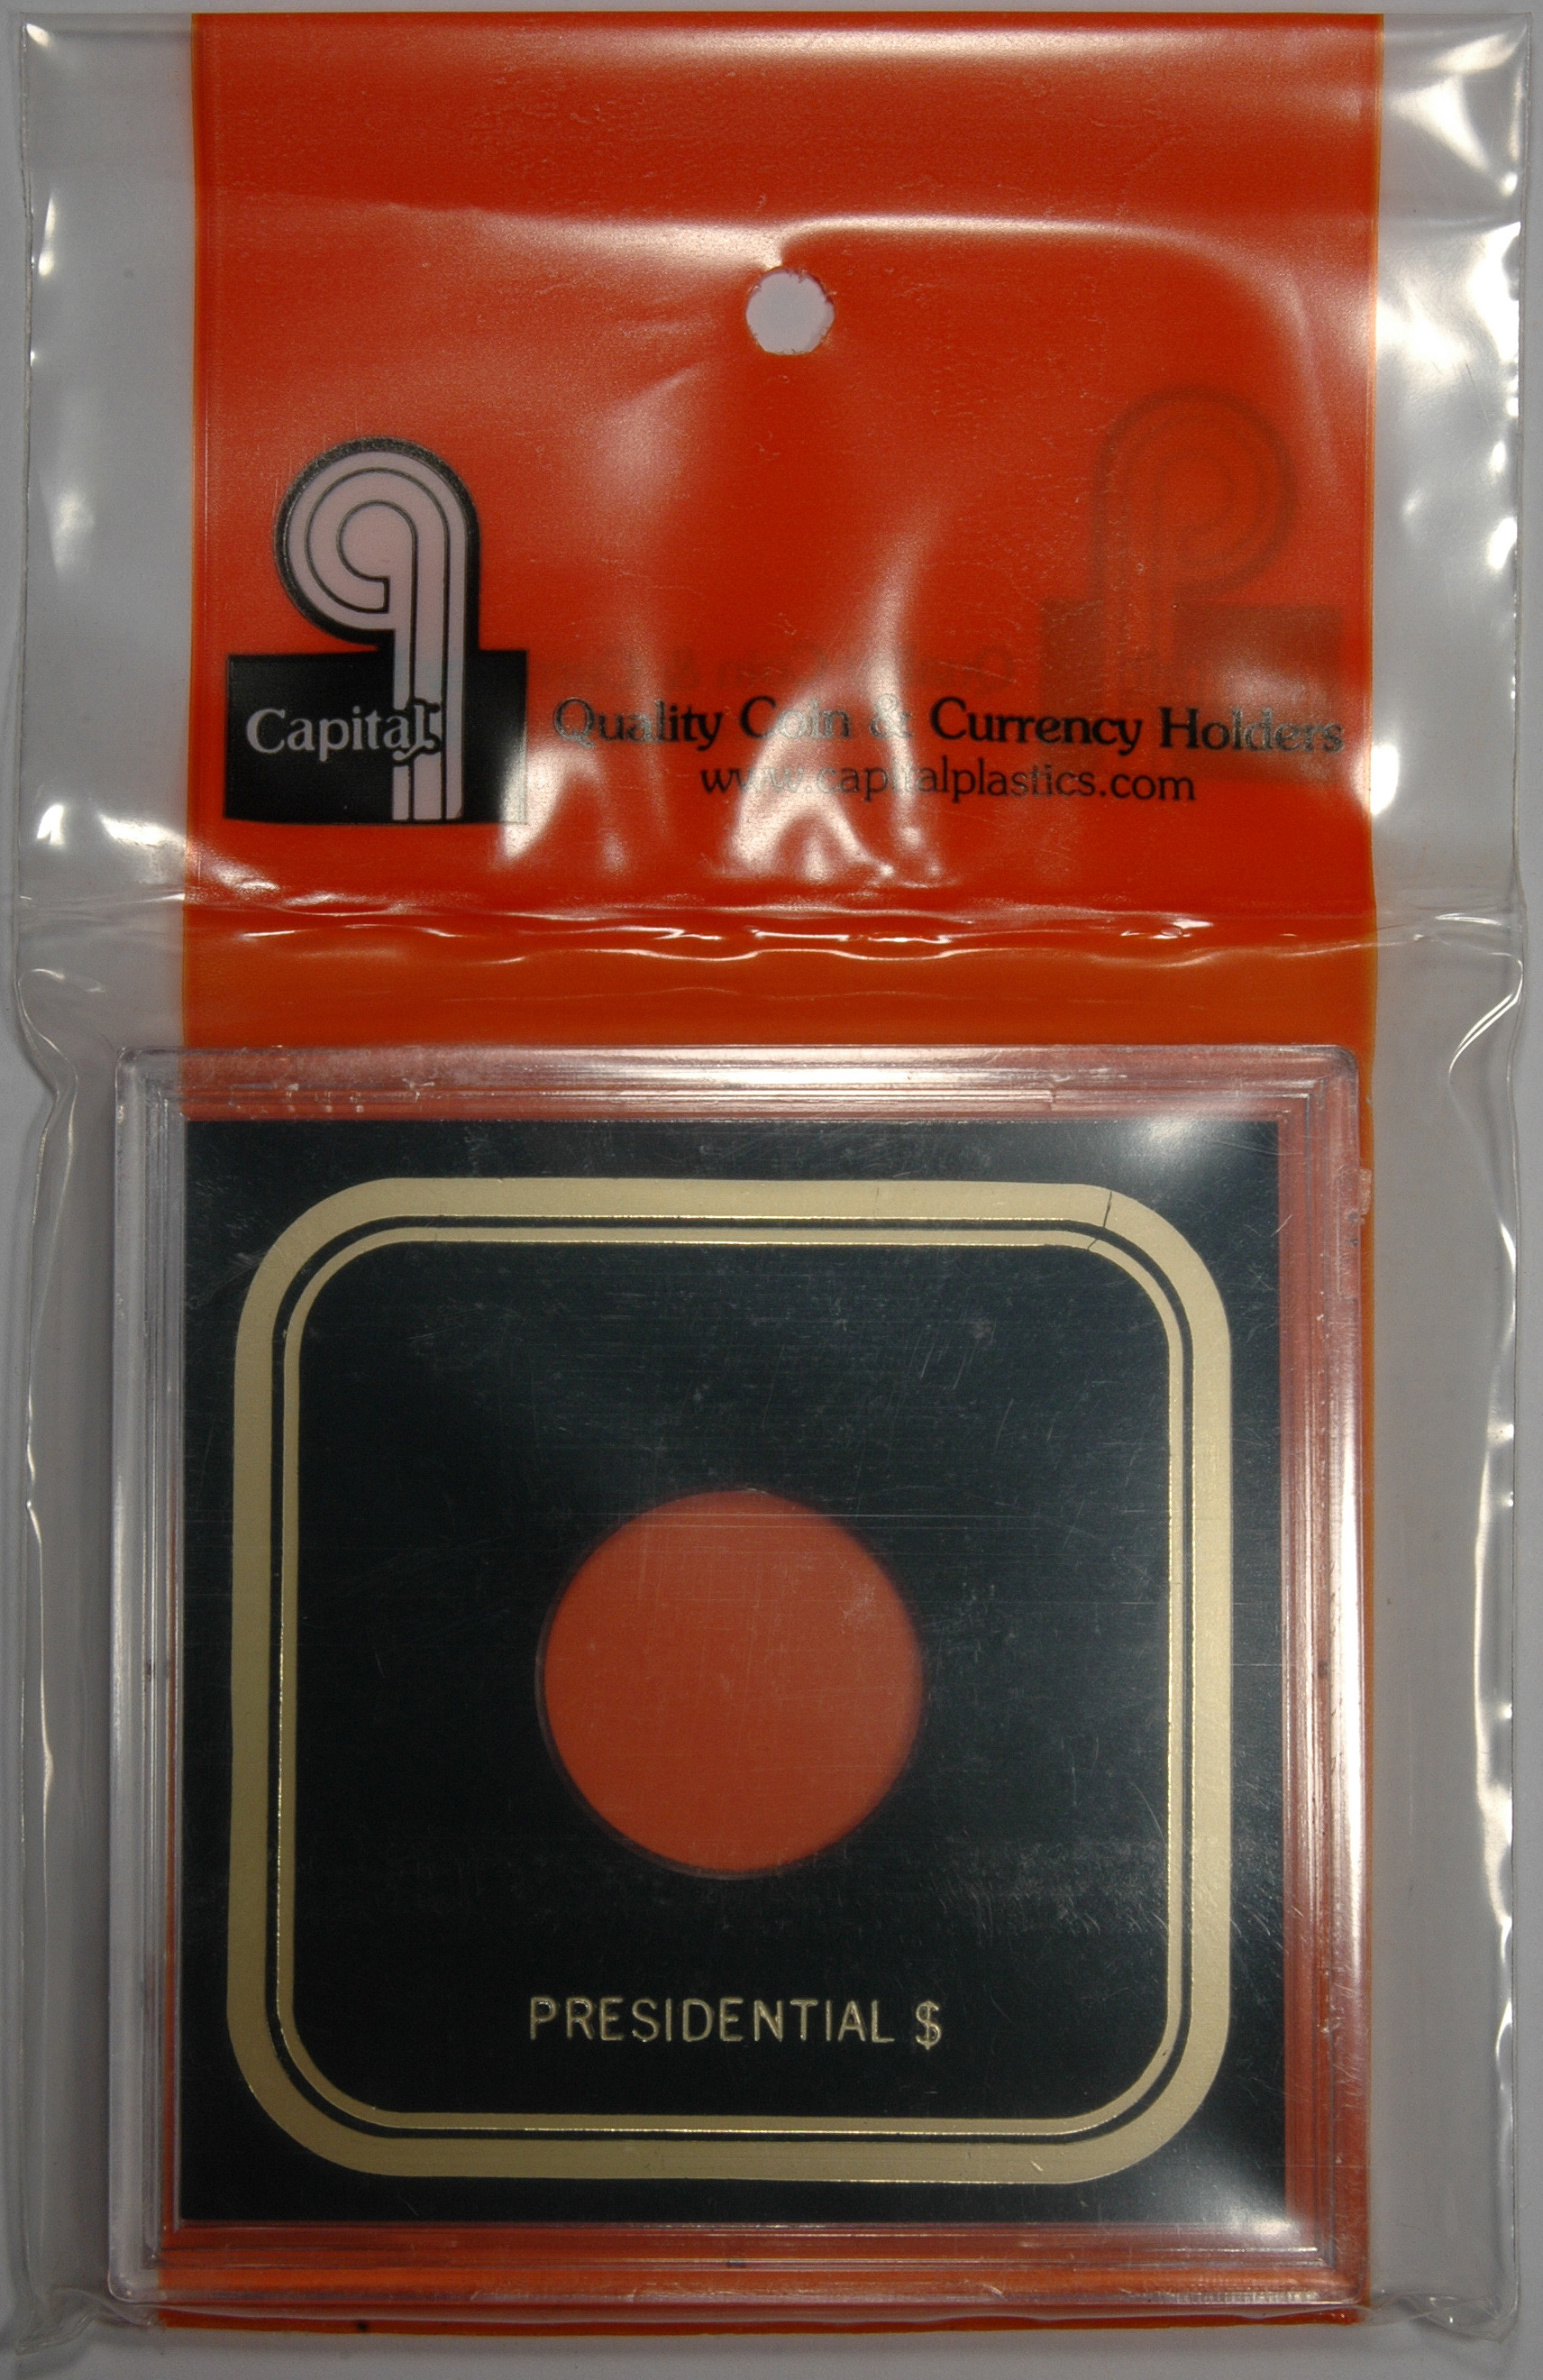 Capital
Quality Coin & Currency Holders
www.capitalplastics.com
PRESIDENTIAL $